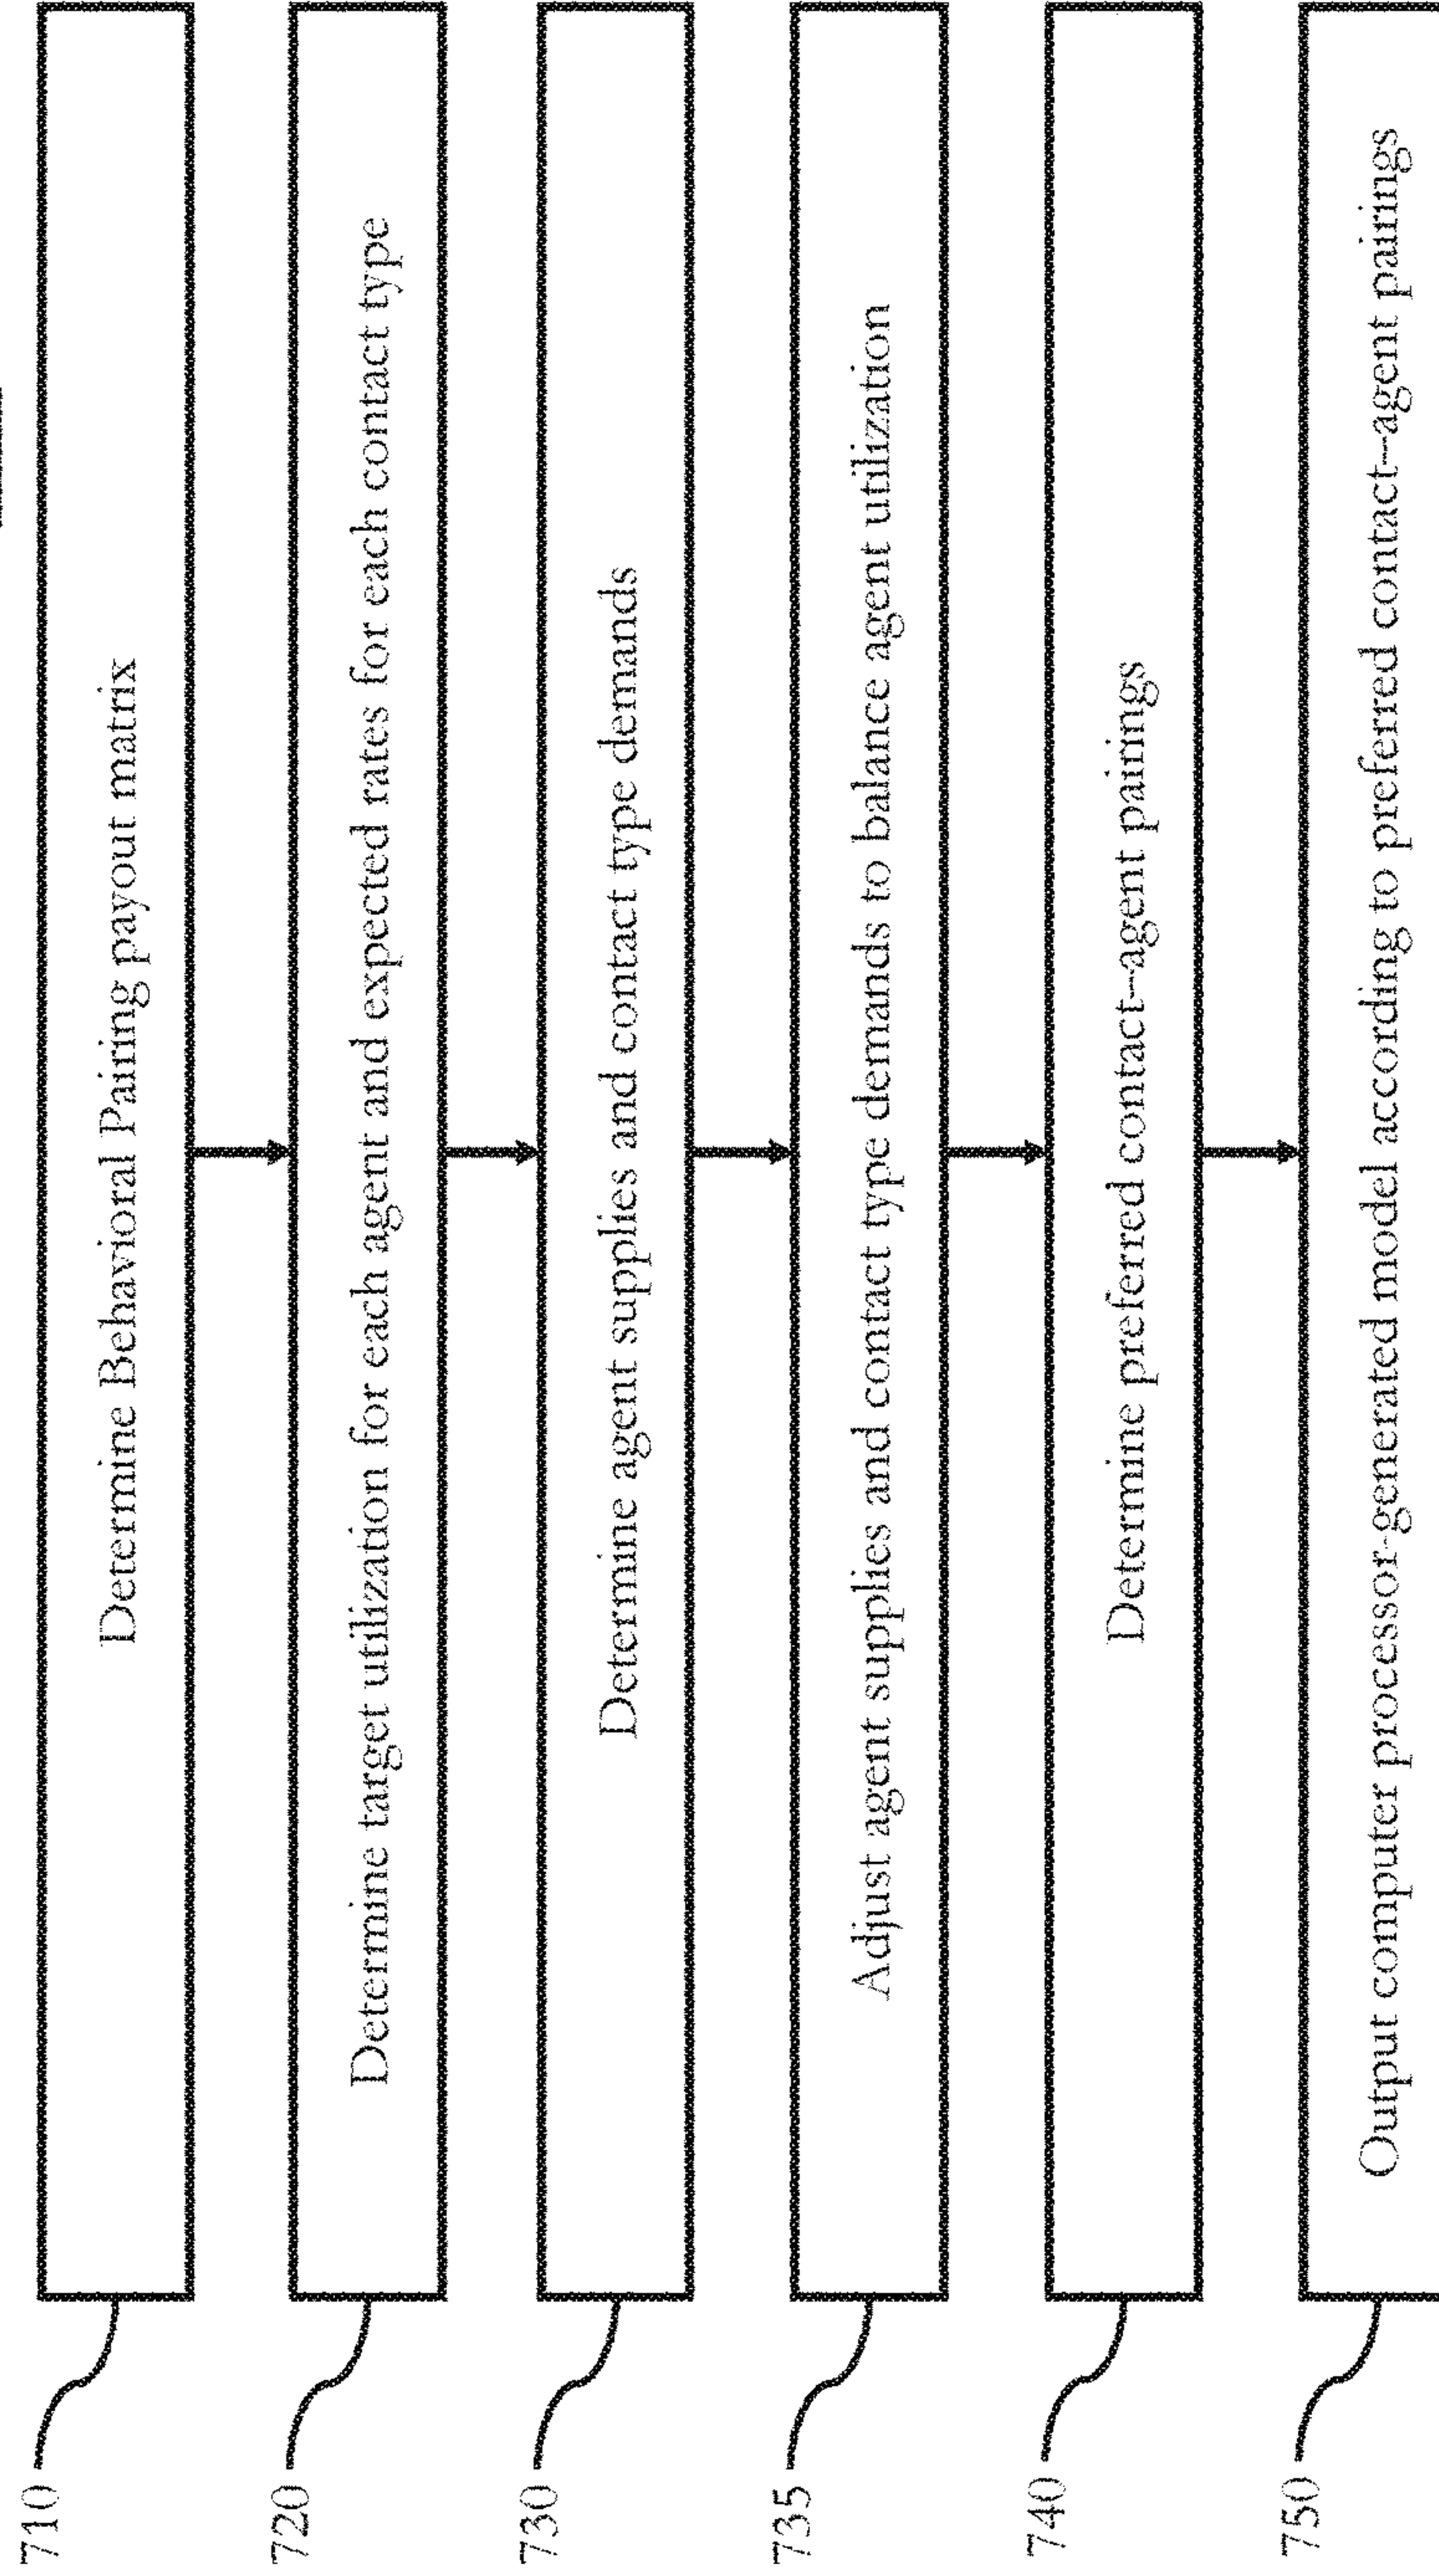 710
Determine Behavioral Pairing payout matrix
720
Determine target utilization for each agent and expected rates for each contact type
730
Determine agent supplies and contact type demands
735
Adjust agent supplies and contact type demands to balance agent utilization
740
Determine preferred contact–agent pairings
750
Output computer processor-generated model according to preferred contact–agent pairings